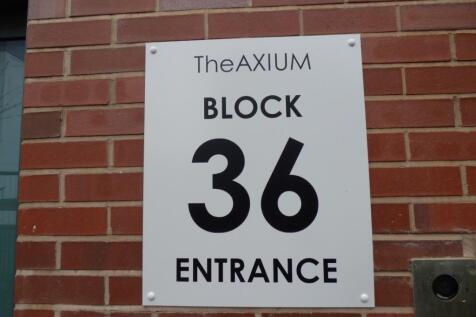 TheAXIUM
BLOCK
36
ENTRANCE